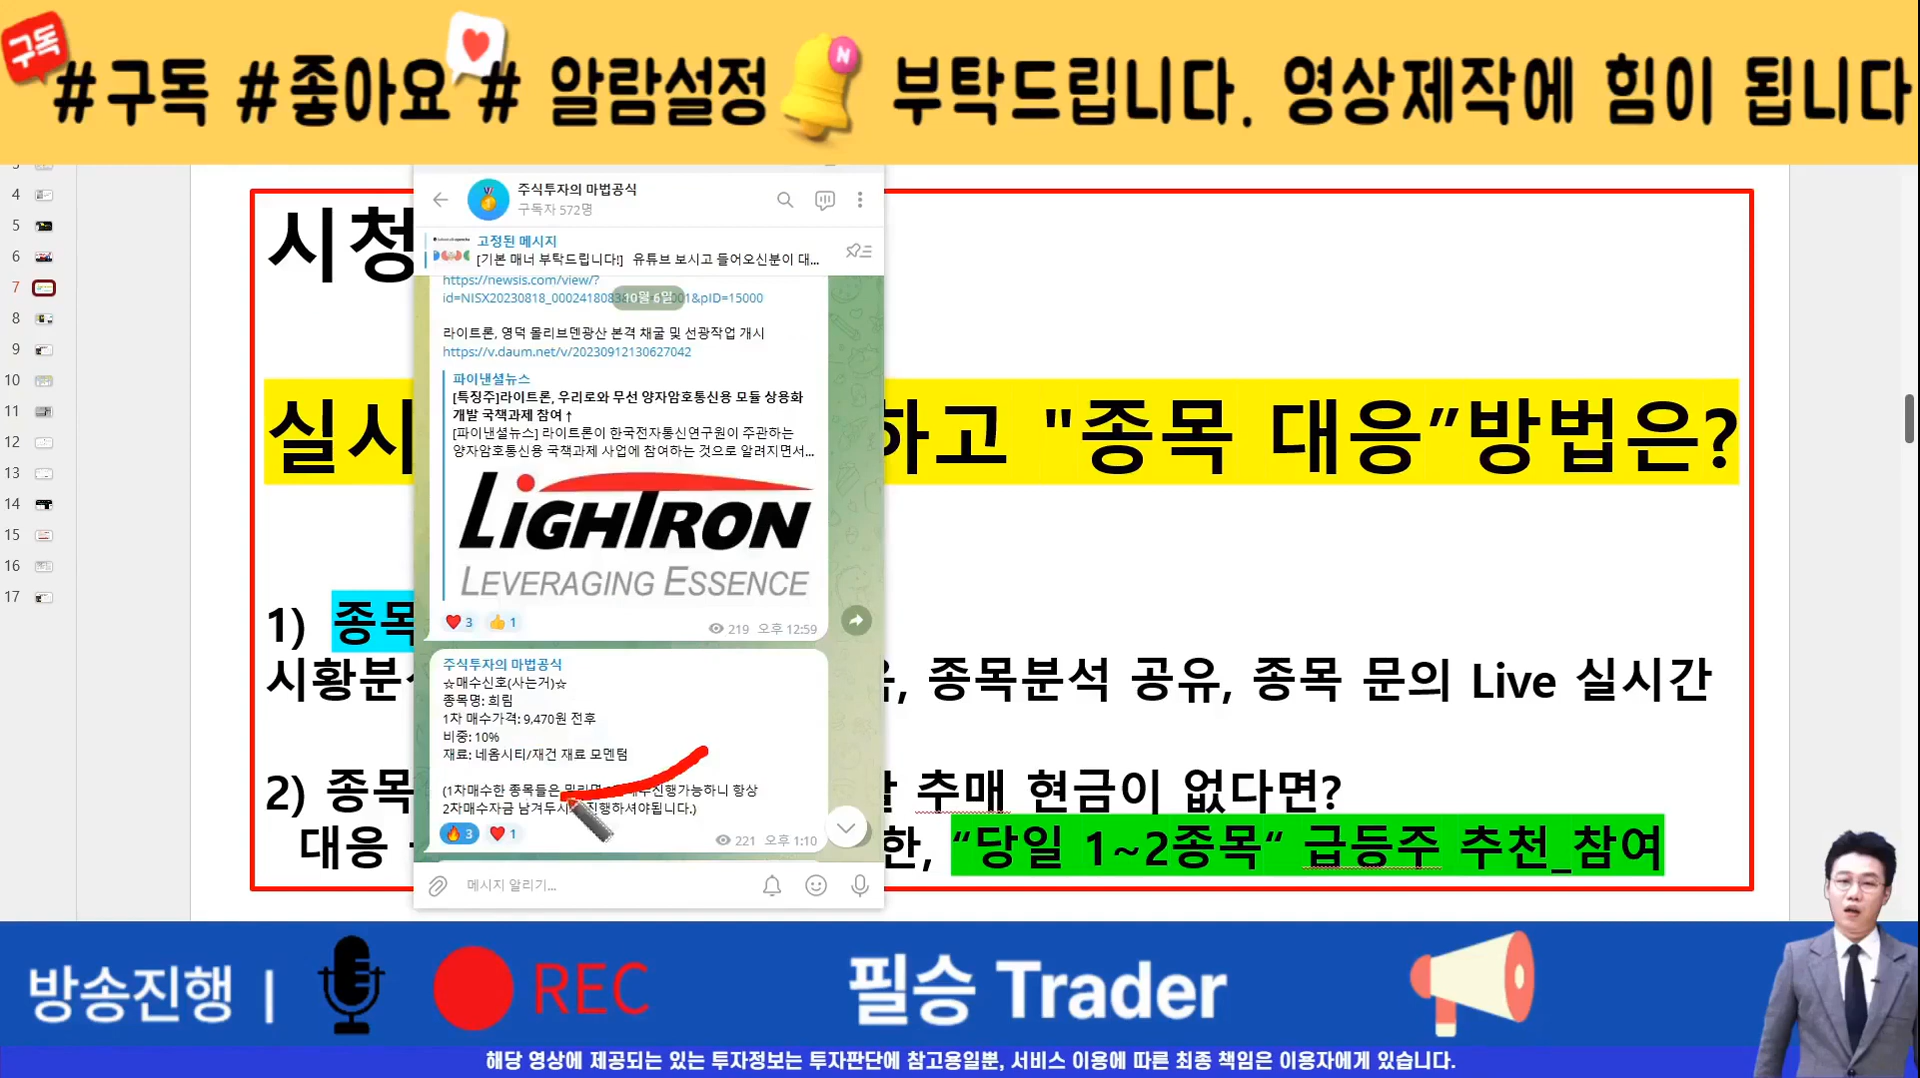 구독
#구독 #좋아요 # 알람설정 N 부탁드립니다. 영상제작에 힘이 됩니다
4
5
6
7
8
9
10
11
12
13
14
15
16
17
시청
실시
하고 "종목 대응”방법은?
1) 종목
시황분
, 종목분석 공유, 종목 문의 Live 실시간
2) 종목
추매 현금이 없다면?
대응
한, “당일 1~2종목“ 급등주 추천_참여
주식투자의 마법공식
구독자 572명
고정된 메시지
[기본 매너 부탁드립니다!] 유튜브 보시고 들어오신분이 대...
https://newsis.com/view/?
id=NISX20230818_000241808 001&pID=15000
10월 6일
라이트론, 영덕 몰리브덴광산 본격 채굴 및 선광작업 개시
https://v.daum.net/v/20230912130627042
파이낸셜뉴스
[특징주]라이트론, 우리로와 무선 양자암호통신용 모듈 상용화
개발 국책과제 참여↑
[파이낸셜뉴스] 라이트론이 한국전자통신연구원이 주관하는
양자암호통신용 국책과제 사업에 참여하는 것으로 알려지면서...
LIGHTRON
LEVERAGING ESSENCE
3 1
219 오후 12:59
주식투자의 마법공식
☆매수신호(사는거)☆
종목명: 희림
1차 매수가격: 9,470원 전후
비중: 10%
재료: 네옴시티/재건 재료 모멘텀
(1차매수한 종목들은 진행가능하니 항상
2차매수자금 남겨두시 진행하셔야됩니다.)
3 1
221 오후 1:10
메시지 알리기...
방송진행 | REC 필승 Trader
해당 영상에 제공되는 있는 투자정보는 투자판단에 참고용일뿐, 서비스 이용에 따른 최종 책임은 이용자에게 있습니다.